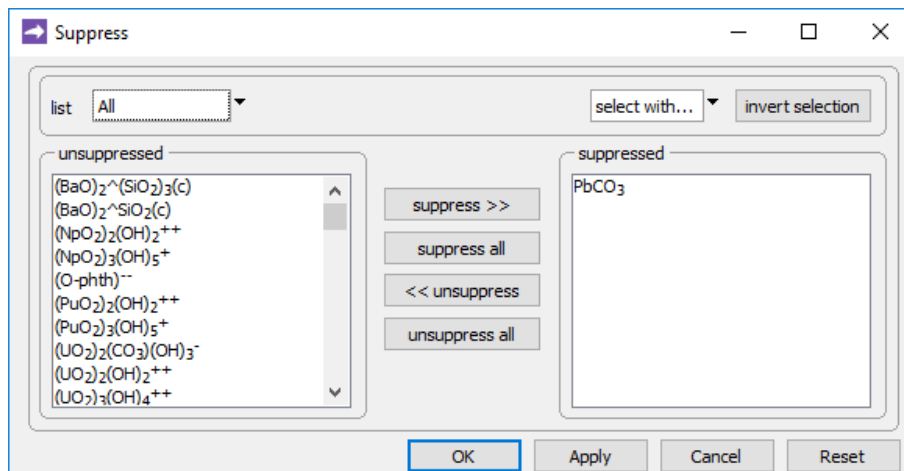 Suppress
list All select with... invert selection
unsuppressed
(BaO)2^(SiO2)3(c)
(BaO)2^SiO2(c)
(NpO2)2(OH)2++
(NpO2)3(OH)5+
(O-phth)--
(PuO2)2(OH)2++
(PuO2)3(OH)5+
(UO2)2(CO3)(OH)3-
(UO2)2(OH)2++
(UO2)3(OH)4++
suppress >>
suppress all
<< unsuppress
unsuppress all
suppressed
PbCO3
OK Apply Cancel Reset